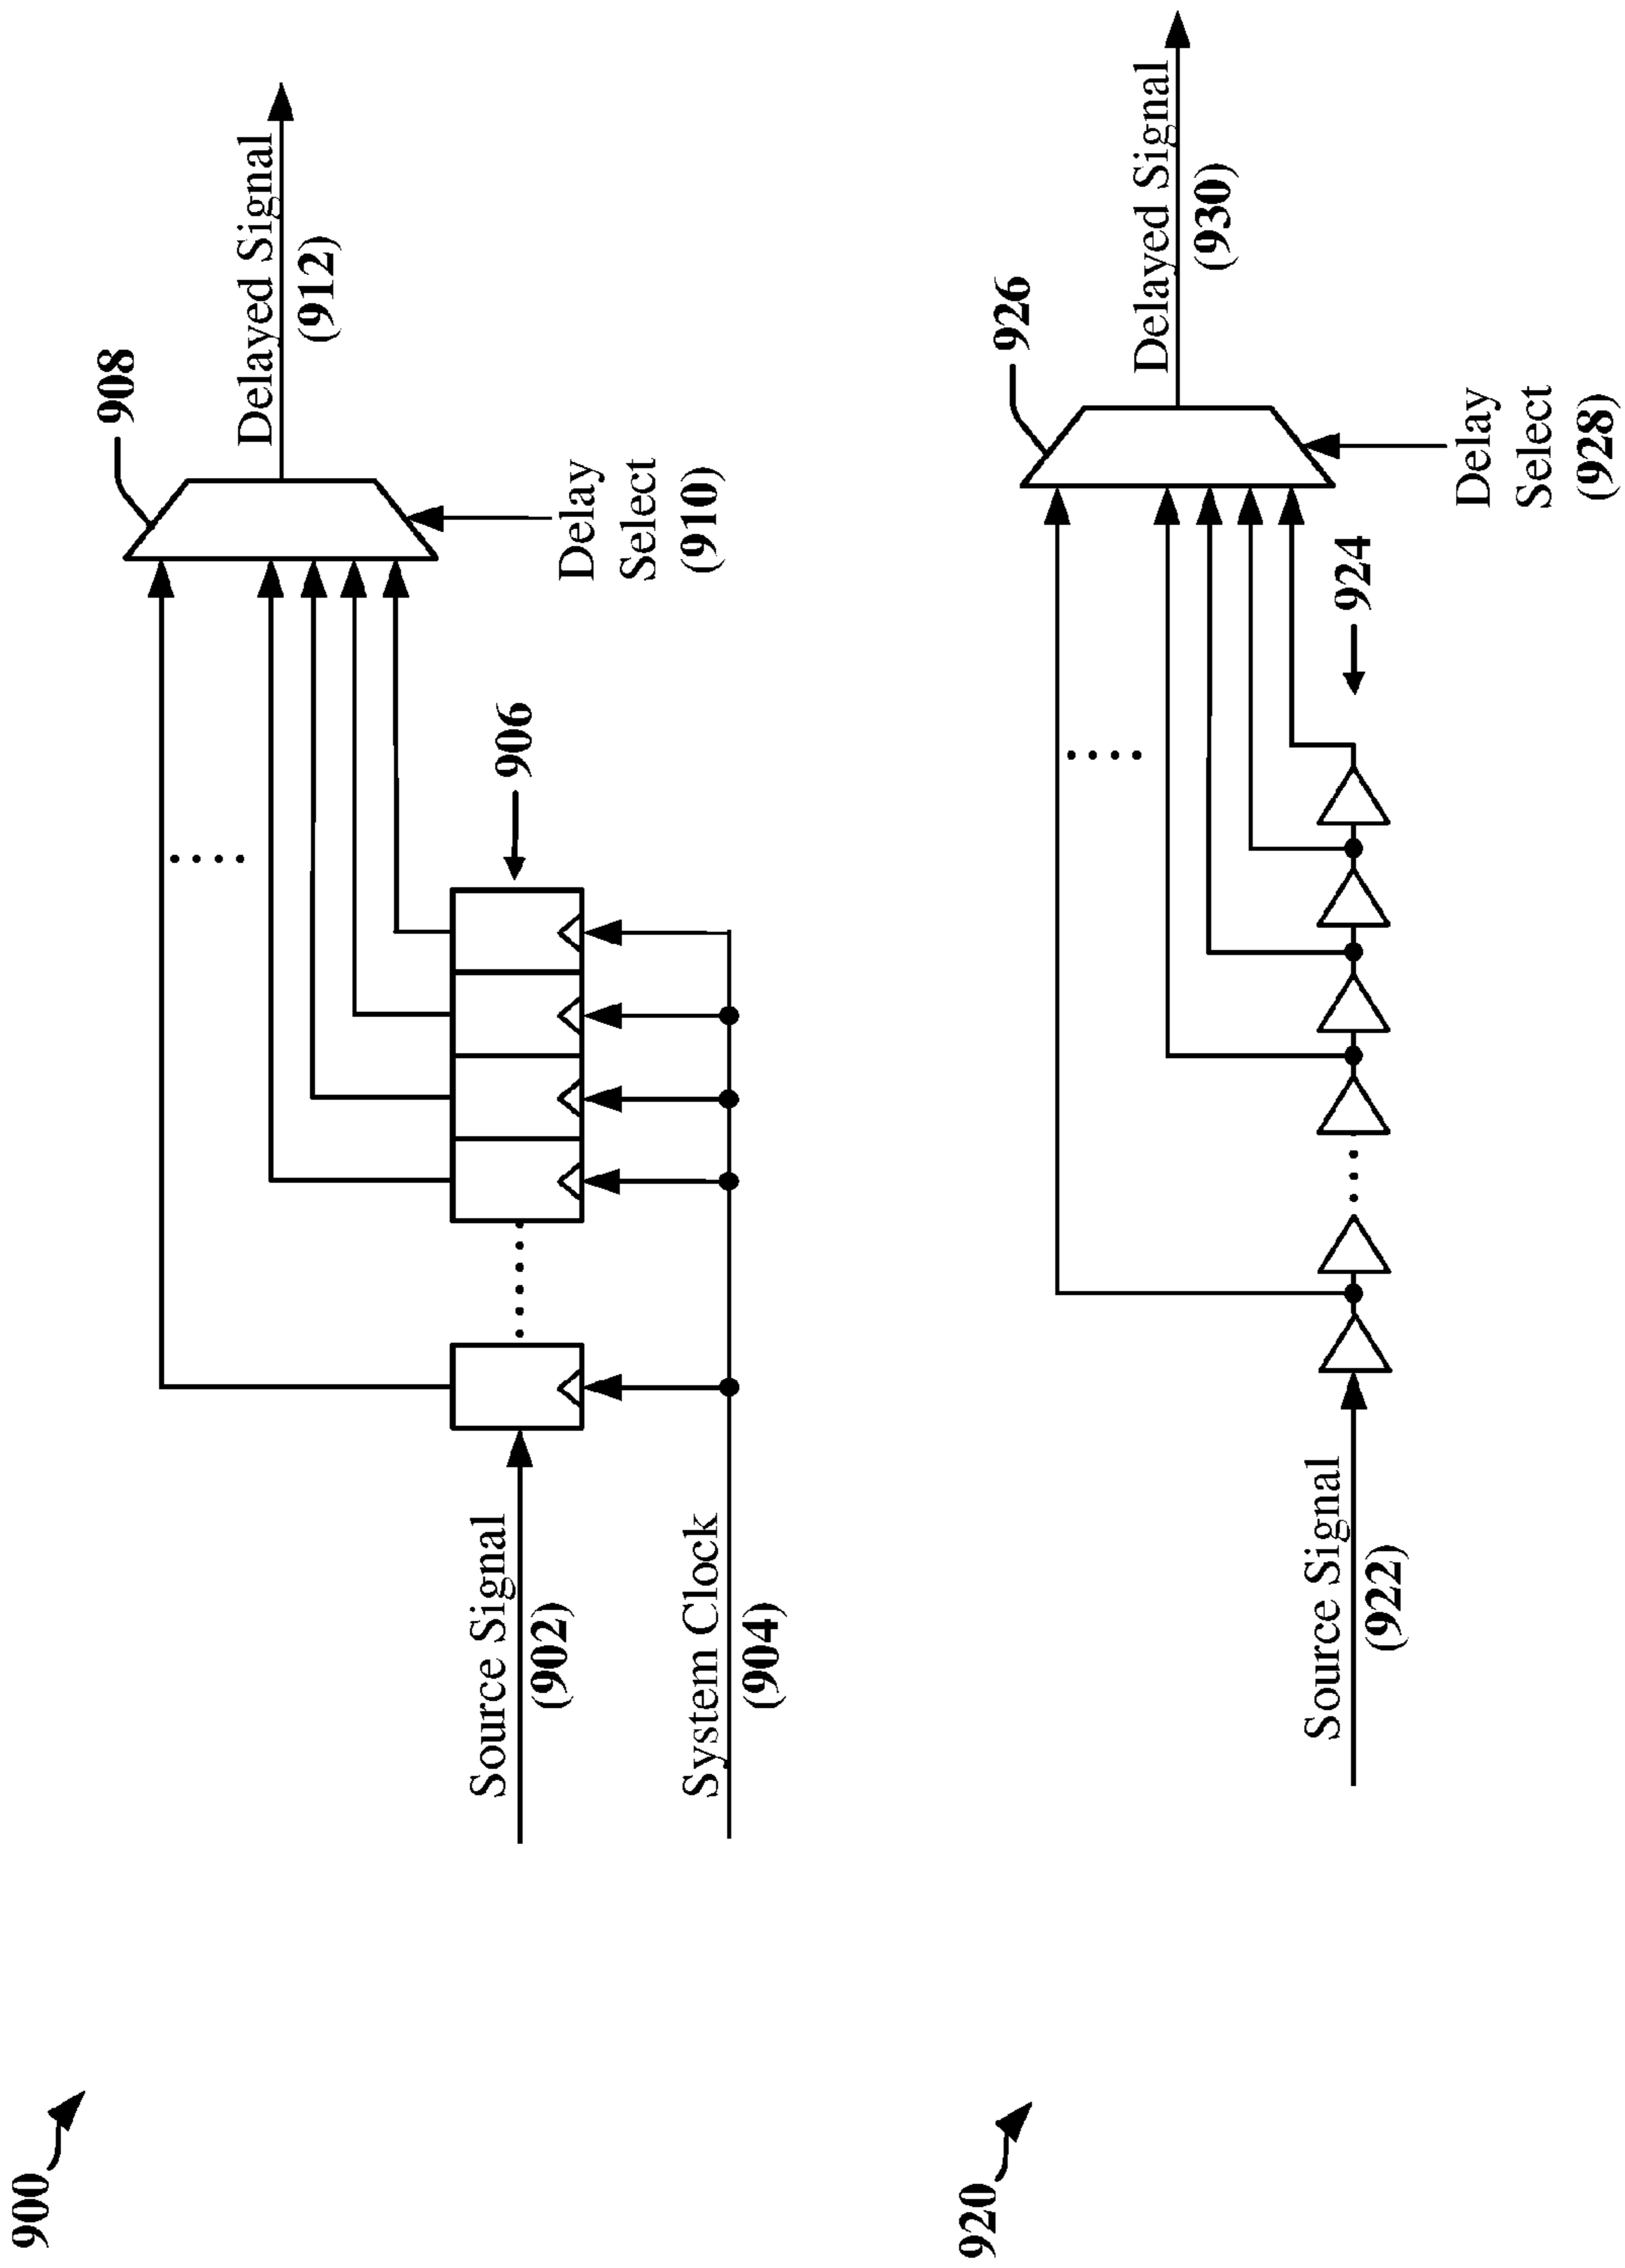 900
908
Delayed Signal
(912)
906
Delay
Select
(910)
Source Signal
(902)
System Clock
(904)
920
926
Delayed Signal
(930)
924
Delay
Select
(928)
Source Signal
(922)